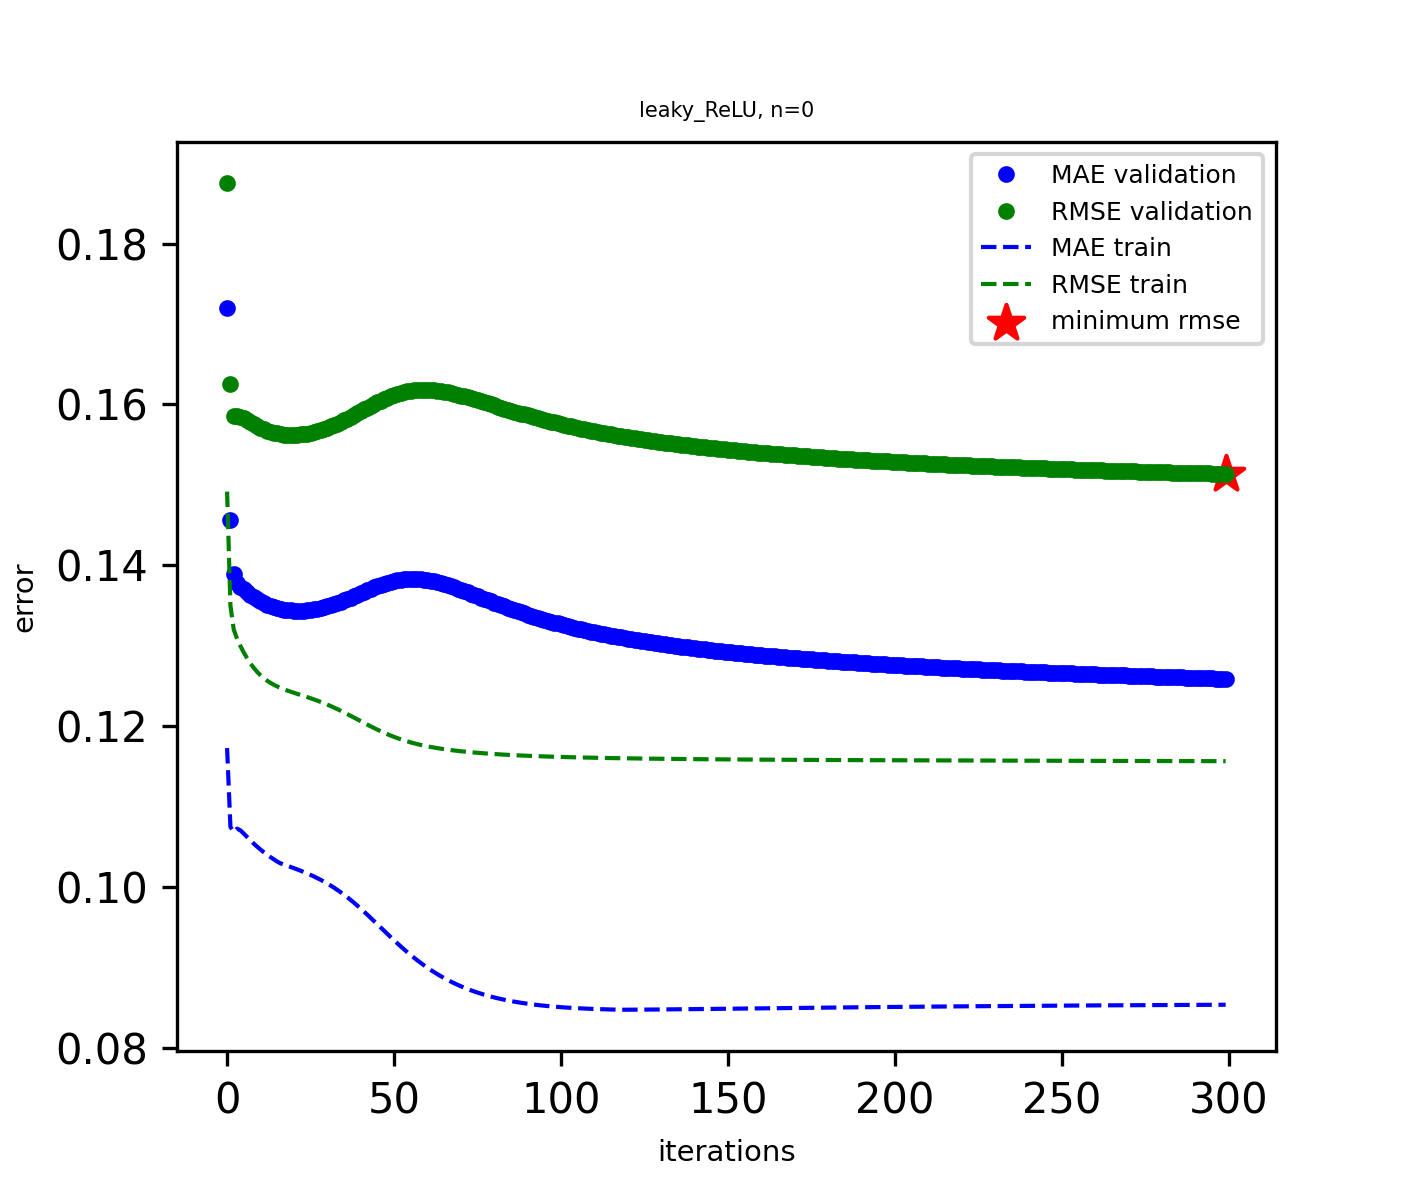 leaky_ReLU, n=0
MAE validation
RMSE validation
MAE train
RMSE train
minimum rmse
error
0.18
0.16
0.14
0.12
0.10
0.08
0 50 100 150 200 250 300
iterations